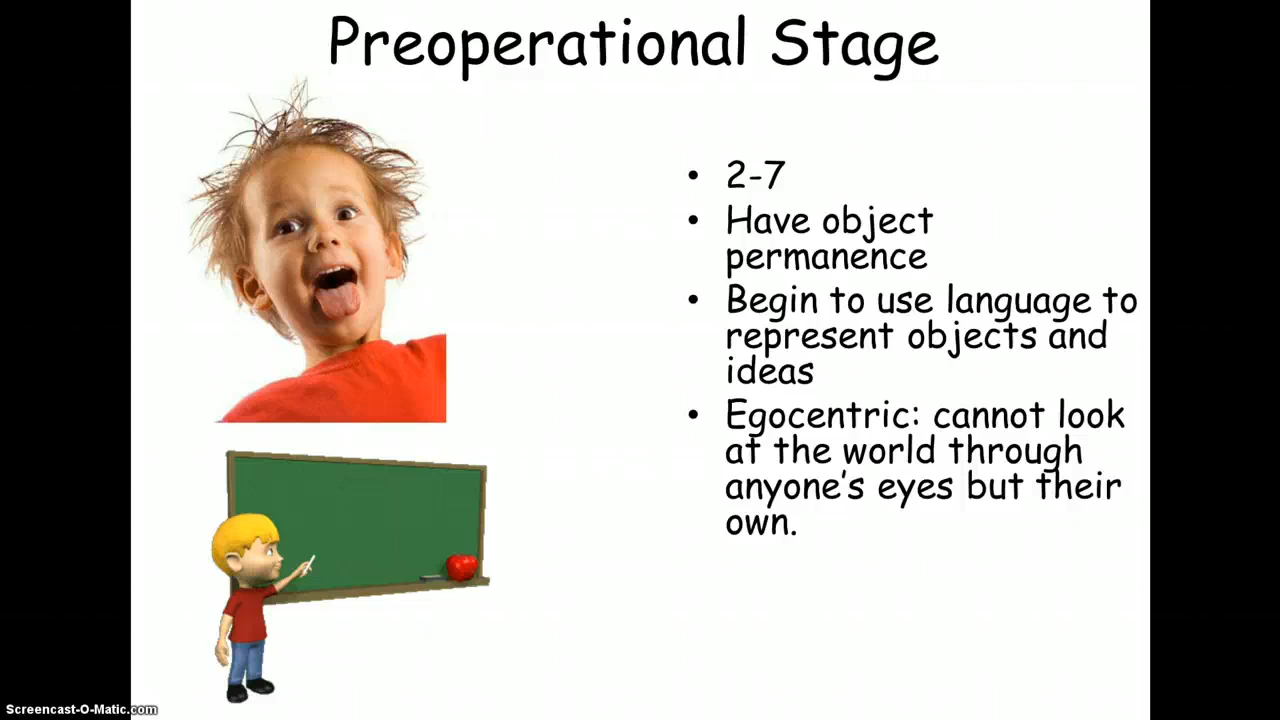 Preoperational Stage
• 2-7
• Have object
permanence
• Begin to use language to
represent objects and
ideas
• Egocentric: cannot look
at the world through
anyone's eyes but their
own.
Screencast-O-Matic.com